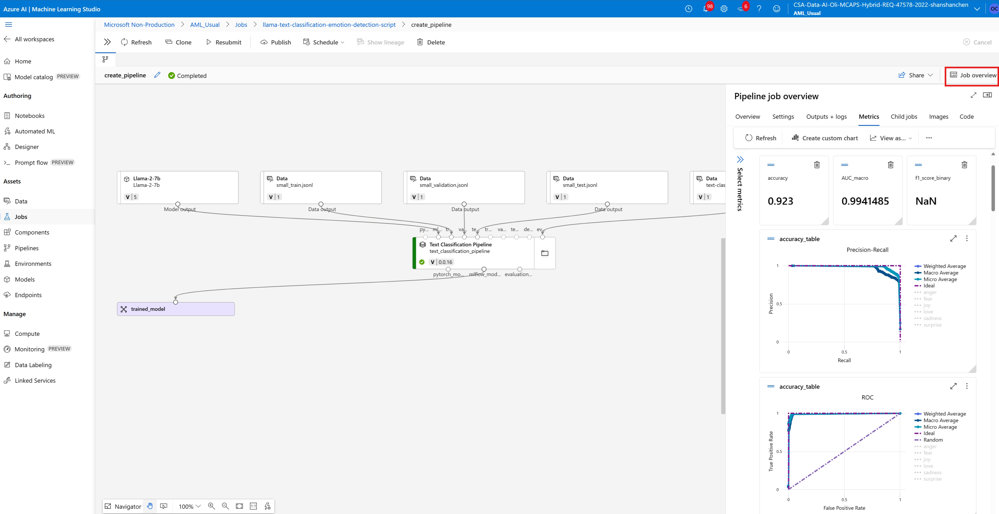 Azure AI | Machine Learning Studio
98
6
CSA-Data-AI-Oli-MCAPS-Hybrid-REQ-47578-2022-shanshanchen
AML_Usual
OC
All workspaces
Home
Model catalog PREVIEW
Authoring
Notebooks
Automated ML
Designer
Prompt flow PREVIEW
Assets
Data
Jobs
Components
Pipelines
Environments
Models
Endpoints
Manage
Compute
Monitoring PREVIEW
Data Labeling
Linked Services
Microsoft Non-Production > AML_Usual > Jobs > llama-text-classification-emotion-detection-script > create_pipeline
Refresh Clone Resubmit Publish Schedule Show lineage Delete Cancel
create_pipeline Completed Share Job overview
Llama-2-7b
Llama-2-7b
V 5
Model output
Data
small_train.jsonl
V 1
Data output
Data
small_validation.jsonl
V 1
Data output
Data
small_test.jsonl
V 1
Data output
Data
text-clas
V 1
py... ml... tr... va... te... tr... va... te... de... ev...
Text Classification Pipeline
text_classification_pipeline
V 0.0.16
pytorch_mo... mlflow_mod... evaluation...
trained_model
Navigator 100% 1:1
Pipeline job overview
Overview Settings Outputs + logs Metrics Child jobs Images Code
Refresh Create custom chart View as... ...
Select metrics
accuracy
0.923
AUC_macro
0.9941485
f1_score_binary
NaN
accuracy_table
Precision-Recall
1
0.5
0
Precision
0 0.5 1
Recall
Weighted Average
Macro Average
Micro Average
Ideal
anger
fear
joy
love
sadness
surprise
accuracy_table
ROC
1
0.5
0
True Positive Rate
0 0.5 1
False Positive Rate
Weighted Average
Macro Average
Micro Average
Ideal
Random
anger
fear
joy
love
sadness
surprise